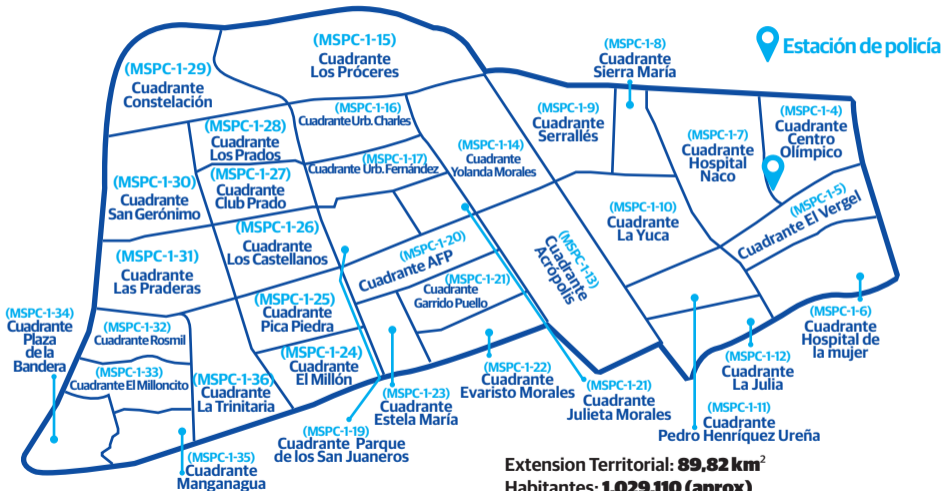 (MSPC-1-15)
Cuadrante
Los Próceres
(MSPC-1-8)
Cuadrante
Sierra María
Estación de policía
(MSPC-1-29)
Cuadrante
Constelación
(MSPC-1-16)
Cuadrante Urb. Charles
(MSPC-1-9)
Cuadrante
Serrallés
(MSPC-1-4)
Cuadrante
Centro
Olímpico
(MSPC-1-28)
Cuadrante
Los Prados
(MSPC-1-7)
Cuadrante
Hospital
Naco
(MSPC-1-14)
Cuadrante
Yolanda Morales
(MSPC-1-17)
Cuadrante Urb. Fernández
(MSPC-1-27)
Cuadrante
Club Prado
(MSPC-1-30)
Cuadrante
San Gerónimo
(MSPC-1-5)
Cuadrante El Vergel
(MSPC-1-10)
Cuadrante
La Yuca
(MSPC-1-26)
Cuadrante
Los Castellanos
(MSPC-1-20)
Cuadrante AFP
(MSPC-1-13)
Cuadrante
Acrópolis
(MSPC-1-31)
Cuadrante
Las Praderas
(MSPC-1-21)
Cuadrante
Garrido Puello
(MSPC-1-25)
Cuadrante
Pica Piedra
(MSPC-1-34)
Cuadrante
Plaza
de la
Bandera
(MSPC-1-32)
Cuadrante Rosmil
(MSPC-1-6)
Cuadrante
Hospital de
la mujer
(MSPC-1-24)
Cuadrante
El Millón
(MSPC-1-33)
Cuadrante El Milloncito
(MSPC-1-36)
Cuadrante
La Trinitaria
(MSPC-1-12)
Cuadrante
La Julia
(MSPC-1-22)
Cuadrante
Evaristo Morales
(MSPC-1-21)
Cuadrante
Julieta Morales
(MSPC-1-23)
Cuadrante
Estela María
(MSPC-1-11)
Cuadrante
Pedro Henríquez Ureña
(MSPC-1-19)
Cuadrante Parque
de los San Juaneros
(MSPC-1-35)
Cuadrante
Manganagua
Extension Territorial: 89,82 km²
Habitantes: 1,029,110 (aprox)